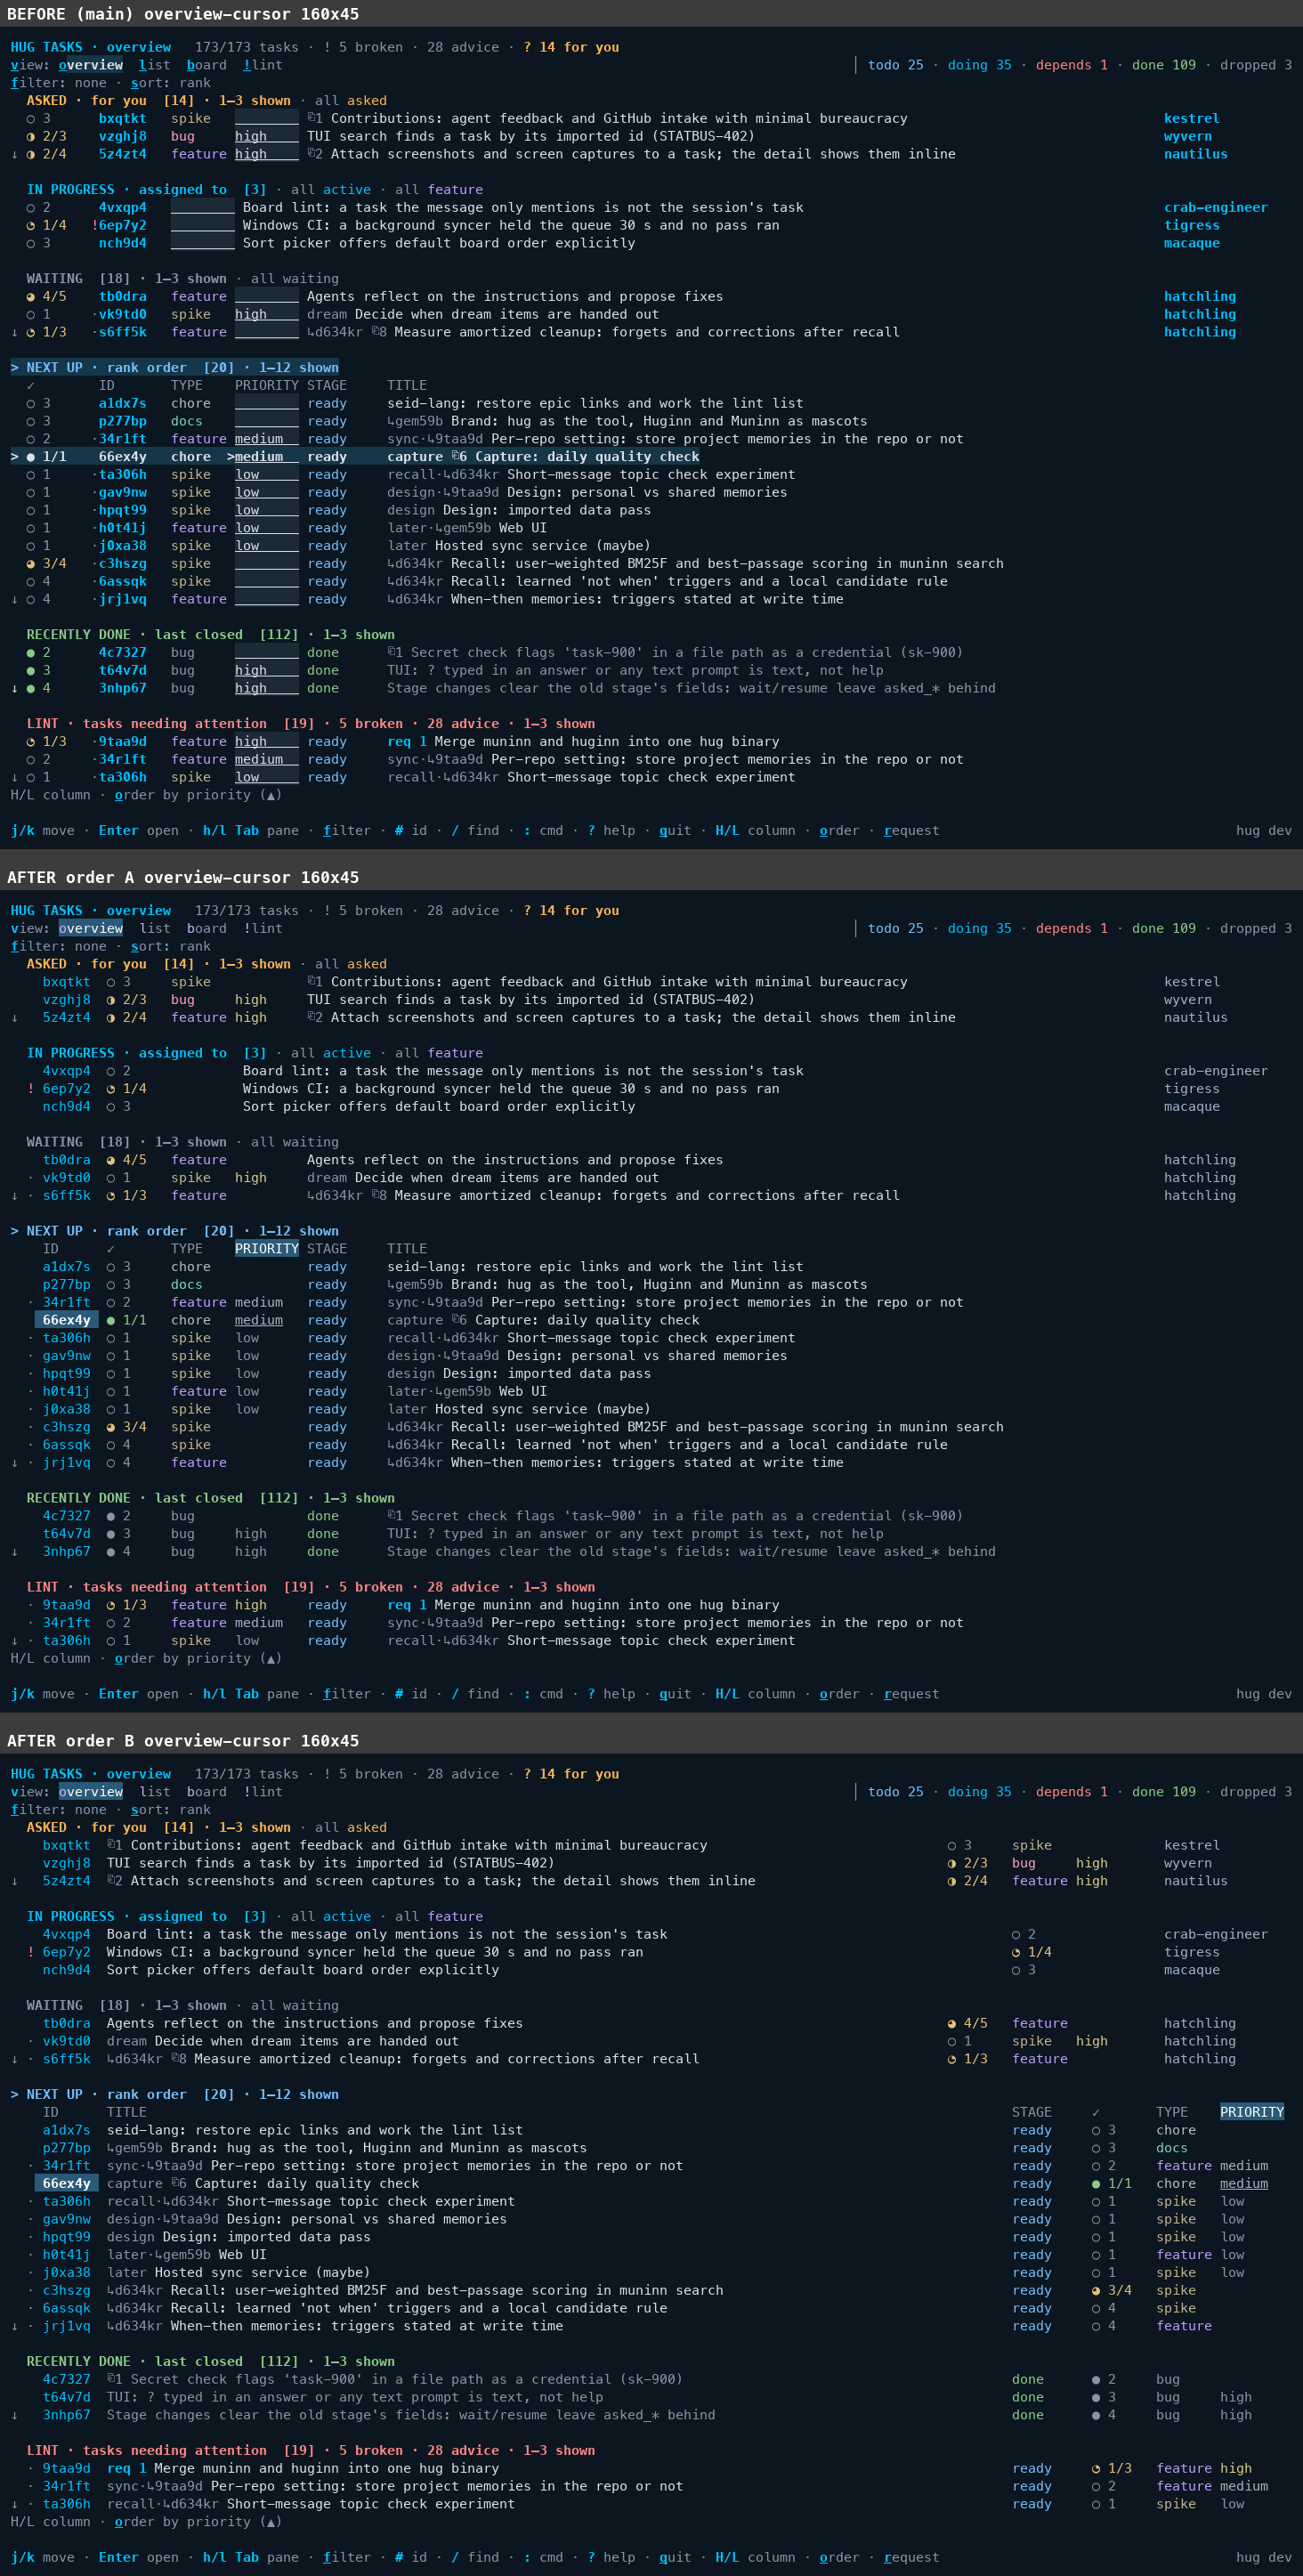 BEFORE (main) overview–cursor 160x45
HUG TASKS · overview   173/173 tasks · ! 5 broken · 28 advice · ? 14 for you
view: overview  list  board  !lint   │ todo 25 · doing 35 · depends 1 · done 109 · dropped 3
filter: none · sort: rank
ASKED · for you  [14] · 1–3 shown · all asked
○ 3  bxqtkt  spike  1 Contributions: agent feedback and GitHub intake with minimal bureaucracy  kestrel
◑ 2/3  vzghj8  bug  high  TUI search finds a task by its imported id (STATBUS–402)  wyvern
↓ ◑ 2/4  5z4zt4  feature  high  2 Attach screenshots and screen captures to a task; the detail shows them inline  nautilus
IN PROGRESS · assigned to  [3] · all active · all feature
○ 2  4vxqp4  Board lint: a task the message only mentions is not the session's task  crab–engineer
◔ 1/4  !6ep7y2  Windows CI: a background syncer held the queue 30 s and no pass ran  tigress
○ 3  nch9d4  Sort picker offers default board order explicitly  macaque
WAITING  [18] · 1–3 shown · all waiting
◕ 4/5  tb0dra  feature  Agents reflect on the instructions and propose fixes  hatchling
○ 1  ·vk9td0  spike  high  dream Decide when dream items are handed out  hatchling
↓ ◔ 1/3  ·s6ff5k  feature  ↳d634kr 8 Measure amortized cleanup: forgets and corrections after recall  hatchling
> NEXT UP · rank order  [20] · 1–12 shown
✓  ID  TYPE  PRIORITY  STAGE  TITLE
○ 3  a1dx7s  chore  ready  seid–lang: restore epic links and work the lint list
○ 3  p277bp  docs  ready  ↳gem59b Brand: hug as the tool, Huginn and Muninn as mascots
○ 2  ·34r1ft  feature  medium  ready  sync·↳9taa9d Per–repo setting: store project memories in the repo or not
> ● 1/1  66ex4y  chore  >medium  ready  capture 6 Capture: daily quality check
○ 1  ·ta306h  spike  low  ready  recall·↳d634kr Short–message topic check experiment
○ 1  ·gav9nw  spike  low  ready  design·↳9taa9d Design: personal vs shared memories
○ 1  ·hpqt99  spike  low  ready  design Design: imported data pass
○ 1  ·h0t41j  feature  low  ready  later·↳gem59b Web UI
○ 1  ·j0xa38  spike  low  ready  later Hosted sync service (maybe)
◕ 3/4  ·c3hszg  spike  ready  ↳d634kr Recall: user–weighted BM25F and best–passage scoring in muninn search
○ 4  ·6assqk  spike  ready  ↳d634kr Recall: learned 'not when' triggers and a local candidate rule
↓ ○ 4  ·jrj1vq  feature  ready  ↳d634kr When–then memories: triggers stated at write time
RECENTLY DONE · last closed  [112] · 1–3 shown
● 2  4c7327  bug  done  1 Secret check flags 'task–900' in a file path as a credential (sk–900)
● 3  t64v7d  bug  high  done  TUI: ? typed in an answer or any text prompt is text, not help
↓ ● 4  3nhp67  bug  high  done  Stage changes clear the old stage's fields: wait/resume leave asked_* behind
LINT · tasks needing attention  [19] · 5 broken · 28 advice · 1–3 shown
◔ 1/3  ·9taa9d  feature  high  ready  req 1 Merge muninn and huginn into one hug binary
○ 2  ·34r1ft  feature  medium  ready  sync·↳9taa9d Per–repo setting: store project memories in the repo or not
↓ ○ 1  ·ta306h  spike  low  ready  recall·↳d634kr Short–message topic check experiment
H/L column · order by priority (▲)
j/k move · Enter open · h/l Tab pane · filter · # id · / find · : cmd · ? help · quit · H/L column · order · request  hug dev
AFTER order A overview–cursor 160x45
HUG TASKS · overview   173/173 tasks · ! 5 broken · 28 advice · ? 14 for you
view: overview  list  board  !lint   │ todo 25 · doing 35 · depends 1 · done 109 · dropped 3
filter: none · sort: rank
ASKED · for you  [14] · 1–3 shown · all asked
bxqtkt  ○ 3  spike  1 Contributions: agent feedback and GitHub intake with minimal bureaucracy  kestrel
vzghj8  ◑ 2/3  bug  high  TUI search finds a task by its imported id (STATBUS–402)  wyvern
↓ 5z4zt4  ◑ 2/4  feature  high  2 Attach screenshots and screen captures to a task; the detail shows them inline  nautilus
IN PROGRESS · assigned to  [3] · all active · all feature
4vxqp4  ○ 2  Board lint: a task the message only mentions is not the session's task  crab–engineer
! 6ep7y2  ◔ 1/4  Windows CI: a background syncer held the queue 30 s and no pass ran  tigress
nch9d4  ○ 3  Sort picker offers default board order explicitly  macaque
WAITING  [18] · 1–3 shown · all waiting
tb0dra  ◕ 4/5  feature  Agents reflect on the instructions and propose fixes  hatchling
· vk9td0  ○ 1  spike  high  dream Decide when dream items are handed out  hatchling
↓ · s6ff5k  ◔ 1/3  feature  ↳d634kr 8 Measure amortized cleanup: forgets and corrections after recall  hatchling
> NEXT UP · rank order  [20] · 1–12 shown
ID  ✓  TYPE  PRIORITY  STAGE  TITLE
a1dx7s  ○ 3  chore  ready  seid–lang: restore epic links and work the lint list
p277bp  ○ 3  docs  ready  ↳gem59b Brand: hug as the tool, Huginn and Muninn as mascots
· 34r1ft  ○ 2  feature  medium  ready  sync·↳9taa9d Per–repo setting: store project memories in the repo or not
66ex4y  ● 1/1  chore  medium  ready  capture 6 Capture: daily quality check
· ta306h  ○ 1  spike  low  ready  recall·↳d634kr Short–message topic check experiment
· gav9nw  ○ 1  spike  low  ready  design·↳9taa9d Design: personal vs shared memories
· hpqt99  ○ 1  spike  low  ready  design Design: imported data pass
· h0t41j  ○ 1  feature  low  ready  later·↳gem59b Web UI
· j0xa38  ○ 1  spike  low  ready  later Hosted sync service (maybe)
· c3hszg  ◕ 3/4  spike  ready  ↳d634kr Recall: user–weighted BM25F and best–passage scoring in muninn search
· 6assqk  ○ 4  spike  ready  ↳d634kr Recall: learned 'not when' triggers and a local candidate rule
↓ · jrj1vq  ○ 4  feature  ready  ↳d634kr When–then memories: triggers stated at write time
RECENTLY DONE · last closed  [112] · 1–3 shown
4c7327  ● 2  bug  done  1 Secret check flags 'task–900' in a file path as a credential (sk–900)
t64v7d  ● 3  bug  high  done  TUI: ? typed in an answer or any text prompt is text, not help
↓ 3nhp67  ● 4  bug  high  done  Stage changes clear the old stage's fields: wait/resume leave asked_* behind
LINT · tasks needing attention  [19] · 5 broken · 28 advice · 1–3 shown
· 9taa9d  ◔ 1/3  feature  high  ready  req 1 Merge muninn and huginn into one hug binary
· 34r1ft  ○ 2  feature  medium  ready  sync·↳9taa9d Per–repo setting: store project memories in the repo or not
↓ · ta306h  ○ 1  spike  low  ready  recall·↳d634kr Short–message topic check experiment
H/L column · order by priority (▲)
j/k move · Enter open · h/l Tab pane · filter · # id · / find · : cmd · ? help · quit · H/L column · order · request  hug dev
AFTER order B overview–cursor 160x45
HUG TASKS · overview   173/173 tasks · ! 5 broken · 28 advice · ? 14 for you
view: overview  list  board  !lint   │ todo 25 · doing 35 · depends 1 · done 109 · dropped 3
filter: none · sort: rank
ASKED · for you  [14] · 1–3 shown · all asked
bxqtkt  1 Contributions: agent feedback and GitHub intake with minimal bureaucracy  ○ 3  spike  kestrel
vzghj8  TUI search finds a task by its imported id (STATBUS–402)  ◑ 2/3  bug  high  wyvern
↓ 5z4zt4  2 Attach screenshots and screen captures to a task; the detail shows them inline  ◑ 2/4  feature  high  nautilus
IN PROGRESS · assigned to  [3] · all active · all feature
4vxqp4  Board lint: a task the message only mentions is not the session's task  ○ 2  crab–engineer
! 6ep7y2  Windows CI: a background syncer held the queue 30 s and no pass ran  ◔ 1/4  tigress
nch9d4  Sort picker offers default board order explicitly  ○ 3  macaque
WAITING  [18] · 1–3 shown · all waiting
tb0dra  Agents reflect on the instructions and propose fixes  ◕ 4/5  feature  hatchling
· vk9td0  dream Decide when dream items are handed out  ○ 1  spike  high  hatchling
↓ · s6ff5k  ↳d634kr 8 Measure amortized cleanup: forgets and corrections after recall  ◔ 1/3  feature  hatchling
> NEXT UP · rank order  [20] · 1–12 shown
ID  TITLE  STAGE  ✓  TYPE  PRIORITY
a1dx7s  seid–lang: restore epic links and work the lint list  ready  ○ 3  chore
p277bp  ↳gem59b Brand: hug as the tool, Huginn and Muninn as mascots  ready  ○ 3  docs
· 34r1ft  sync·↳9taa9d Per–repo setting: store project memories in the repo or not  ready  ○ 2  feature  medium
66ex4y  capture 6 Capture: daily quality check  ready  ● 1/1  chore  medium
· ta306h  recall·↳d634kr Short–message topic check experiment  ready  ○ 1  spike  low
· gav9nw  design·↳9taa9d Design: personal vs shared memories  ready  ○ 1  spike  low
· hpqt99  design Design: imported data pass  ready  ○ 1  spike  low
· h0t41j  later·↳gem59b Web UI  ready  ○ 1  feature  low
· j0xa38  later Hosted sync service (maybe)  ready  ○ 1  spike  low
· c3hszg  ↳d634kr Recall: user–weighted BM25F and best–passage scoring in muninn search  ready  ◕ 3/4  spike
· 6assqk  ↳d634kr Recall: learned 'not when' triggers and a local candidate rule  ready  ○ 4  spike
↓ · jrj1vq  ↳d634kr When–then memories: triggers stated at write time  ready  ○ 4  feature
RECENTLY DONE · last closed  [112] · 1–3 shown
4c7327  1 Secret check flags 'task–900' in a file path as a credential (sk–900)  done  ● 2  bug
t64v7d  TUI: ? typed in an answer or any text prompt is text, not help  done  ● 3  bug  high
↓ 3nhp67  Stage changes clear the old stage's fields: wait/resume leave asked_* behind  done  ● 4  bug  high
LINT · tasks needing attention  [19] · 5 broken · 28 advice · 1–3 shown
· 9taa9d  req 1 Merge muninn and huginn into one hug binary  ready  ◔ 1/3  feature  high
· 34r1ft  sync·↳9taa9d Per–repo setting: store project memories in the repo or not  ready  ○ 2  feature  medium
↓ · ta306h  recall·↳d634kr Short–message topic check experiment  ready  ○ 1  spike  low
H/L column · order by priority (▲)
j/k move · Enter open · h/l Tab pane · filter · # id · / find · : cmd · ? help · quit · H/L column · order · request  hug dev